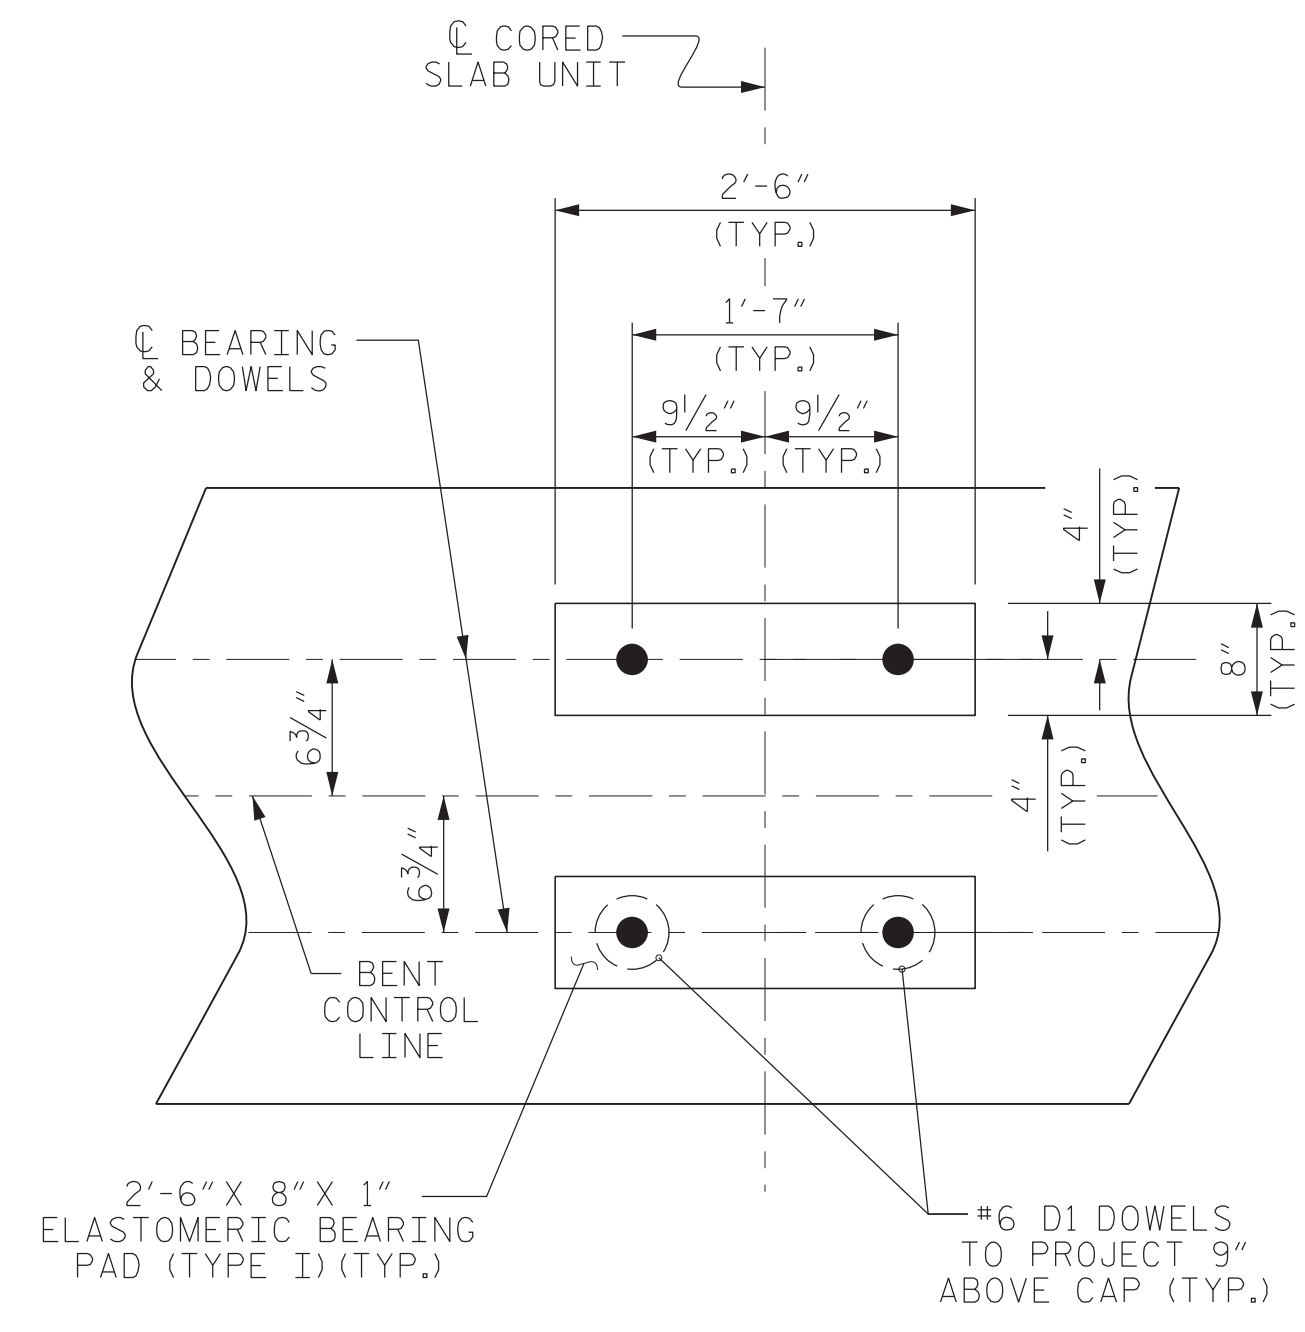 ℄ CORED
SLAB UNIT
2'-6"
(TYP.)
1'-7"
(TYP.)
℄ BEARING
& DOWELS
9½" 9½"
(TYP.) (TYP.)
4"
(TYP.)
8"
(TYP.)
6¾"
4"
(TYP.)
6¾"
BENT
CONTROL
LINE
2'-6" X 8" X 1"
ELASTOMERIC BEARING
PAD (TYPE I) (TYP.)
#6 D1 DOWELS
TO PROJECT 9"
ABOVE CAP (TYP.)